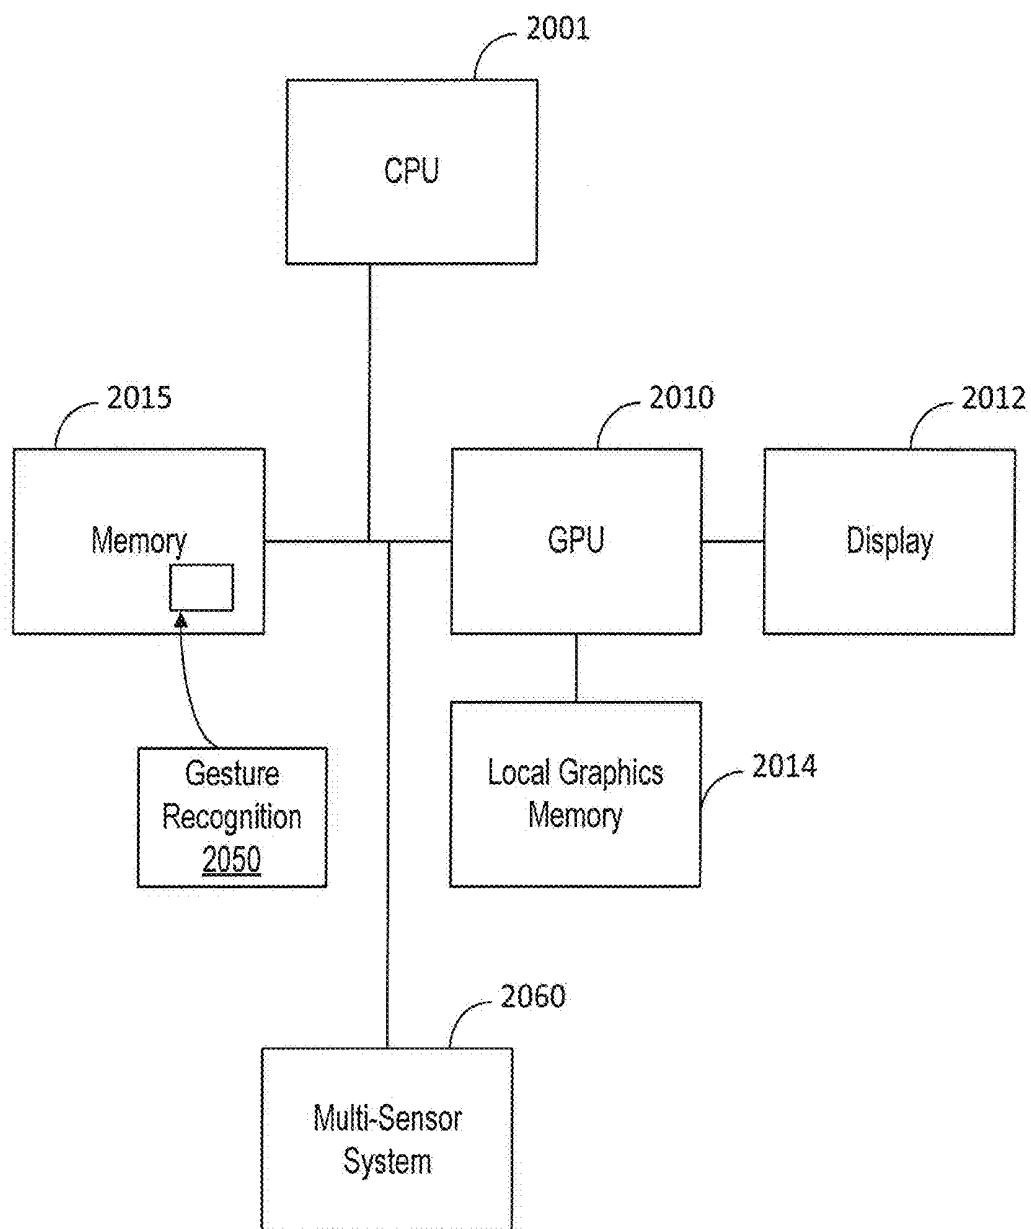 2001
CPU
2015
2010
2012
Memory
GPU
Display
Gesture
Recognition
2050
Local Graphics
Memory
2014
2060
Multi-Sensor
System